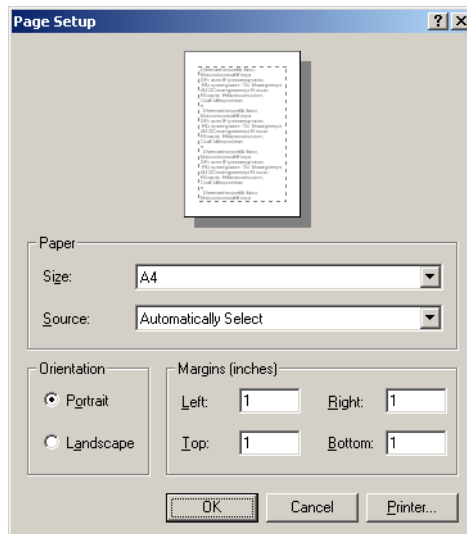 Page Setup
Paper
Size: A4
Source: Automatically Select
Orientation
Portrait
Landscape
Margins (inches)
Left: 1 Right: 1
Top: 1 Bottom: 1
OK Cancel Printer...